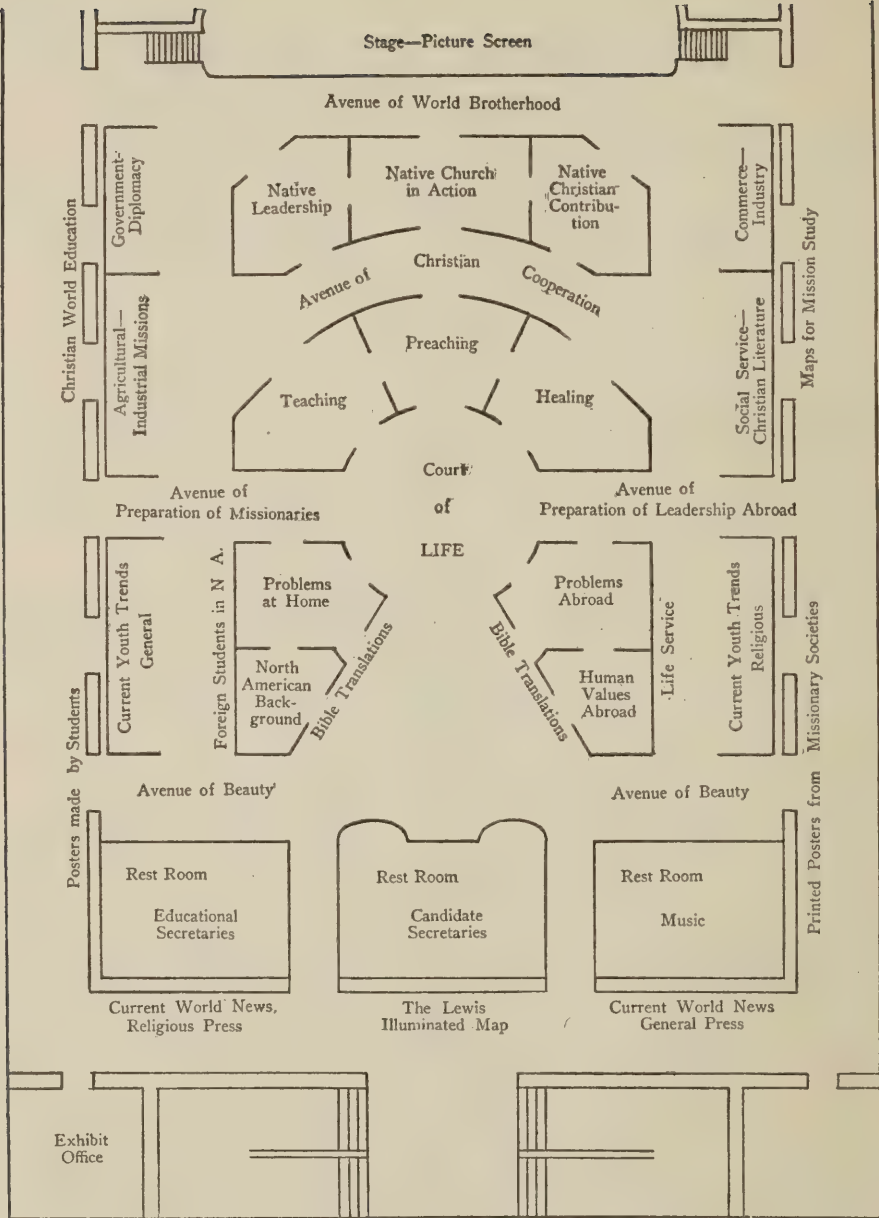 Stage—Picture Screen
Avenue of World Brotherhood
Christian World Education
Government-
Diplomacy
Native
Leadership
Native Church
in Action
Native
Christian
Contribu-
tion
Commerce—
Industry
Maps for Mission Study
Avenue of
Christian
Cooperation
Agricultural—
Industrial Missions
Preaching
Teaching
Healing
Social Service—
Christian Literature
Court
of
LIFE
Avenue of
Preparation of Missionaries
Avenue of
Preparation of Leadership Abroad
Posters made by Students
Current Youth Trends
General
Foreign Students in N A.
Problems
at Home
North
American
Back-
ground
Bible Translations
Bible Translations
Problems
Abroad
Human
Values
Abroad
Life Service
Current Youth Trends
Religious
Printed Posters from Missionary Societies
Avenue of Beauty
Avenue of Beauty
Rest Room
Educational
Secretaries
Rest Room
Candidate
Secretaries
Rest Room
Music
Current World News,
Religious Press
The Lewis
Illuminated Map
Current World News
General Press
Exhibit
Office